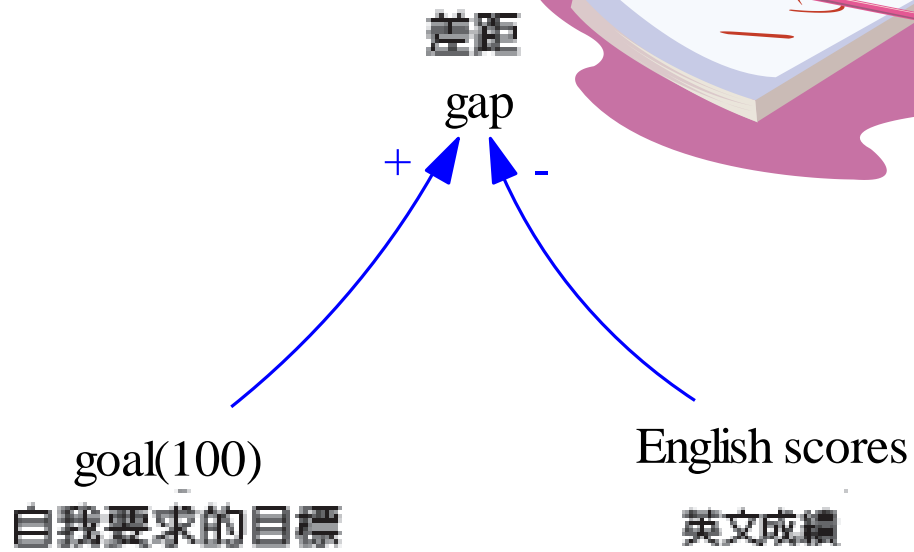 差距
gap
+
-
goal(100)
自我要求的目標
English scores
英文成績